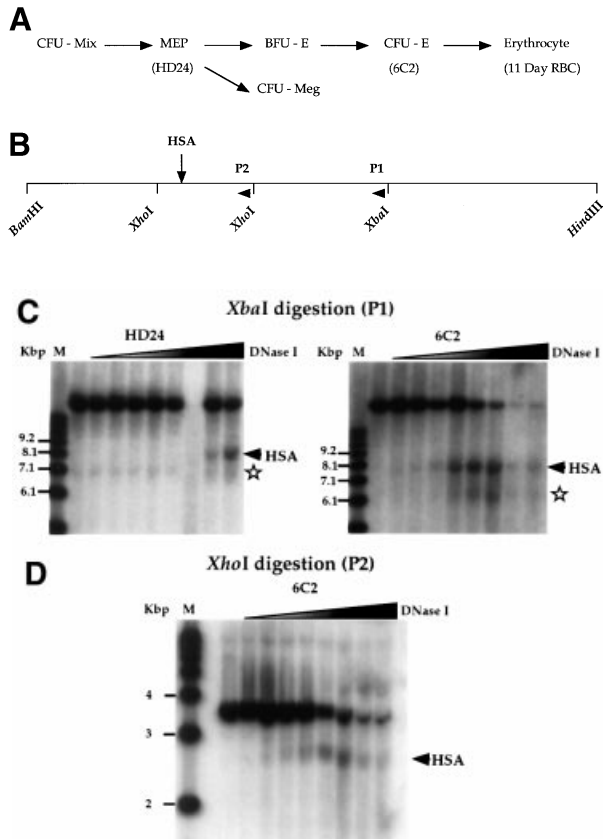 A
CFU - Mix MEP BFU - E CFU - E Erythrocyte
(HD24) (6C2) (11 Day RBC)
CFU - Meg
B
HSA
P2 P1
BamHI XhoI XhoI XbaI HindIII
C
XbaI digestion (P1)
HD24 6C2
Kbp M DNase I Kbp M DNase I
9.2 9.2
8.1 HSA 8.1 HSA
7.1 7.1
6.1 6.1
D
XhoI digestion (P2)
6C2
Kbp M DNase I
4
3
HSA
2